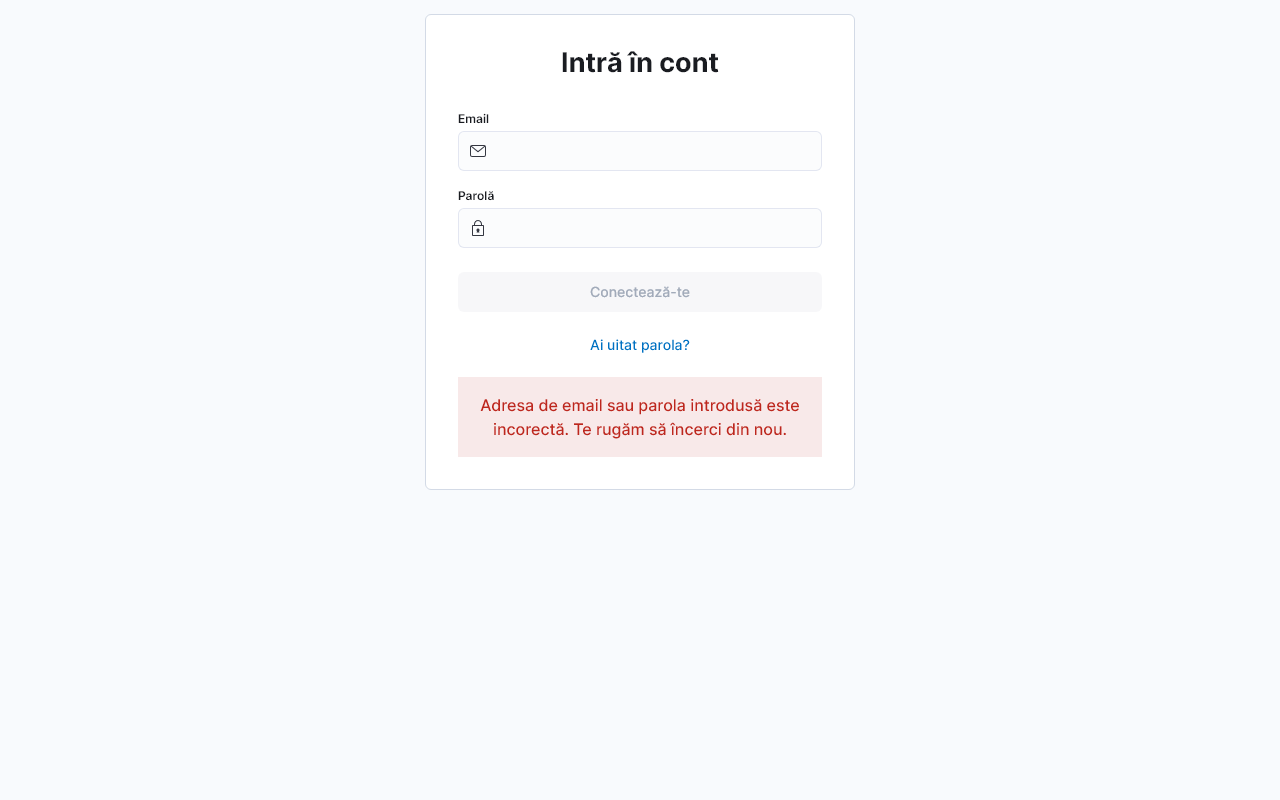 Intră în cont
Email
Parolă
Conectează-te
Ai uitat parola?
Adresa de email sau parola introdusă este
incorectă. Te rugăm să încerci din nou.